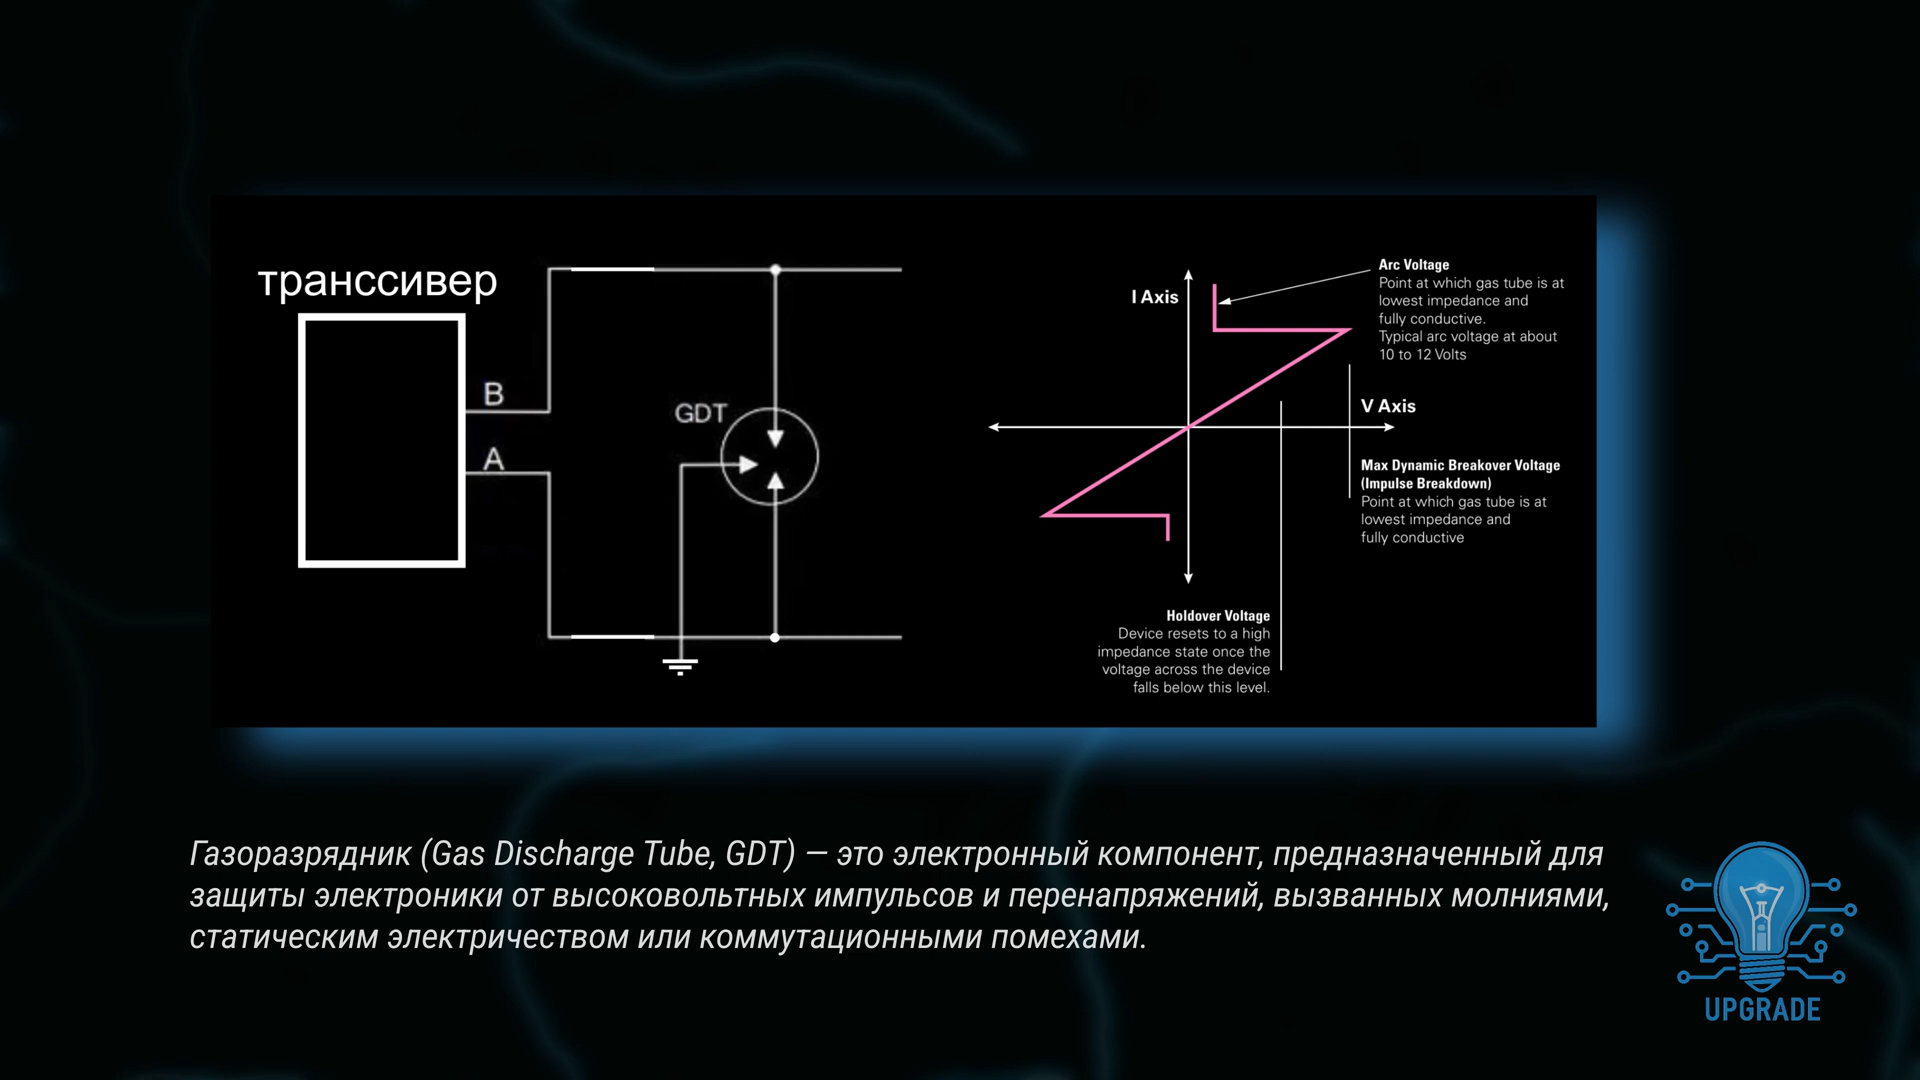 транссивер
B
A
GDT
I Axis
Arc Voltage
Point at which gas tube is at
lowest impedance and
fully conductive.
Typical arc voltage at about
10 to 12 Volts
V Axis
Max Dynamic Breakover Voltage
(Impulse Breakdown)
Point at which gas tube is at
lowest impedance and
fully conductive
Holdover Voltage
Device resets to a high
impedance state once the
voltage across the device
falls below this level.
Газоразрядник (Gas Discharge Tube, GDT) — это электронный компонент, предназначенный для
защиты электроники от высоковольтных импульсов и перенапряжений, вызванных молниями,
статическим электричеством или коммутационными помехами.
UPGRADE